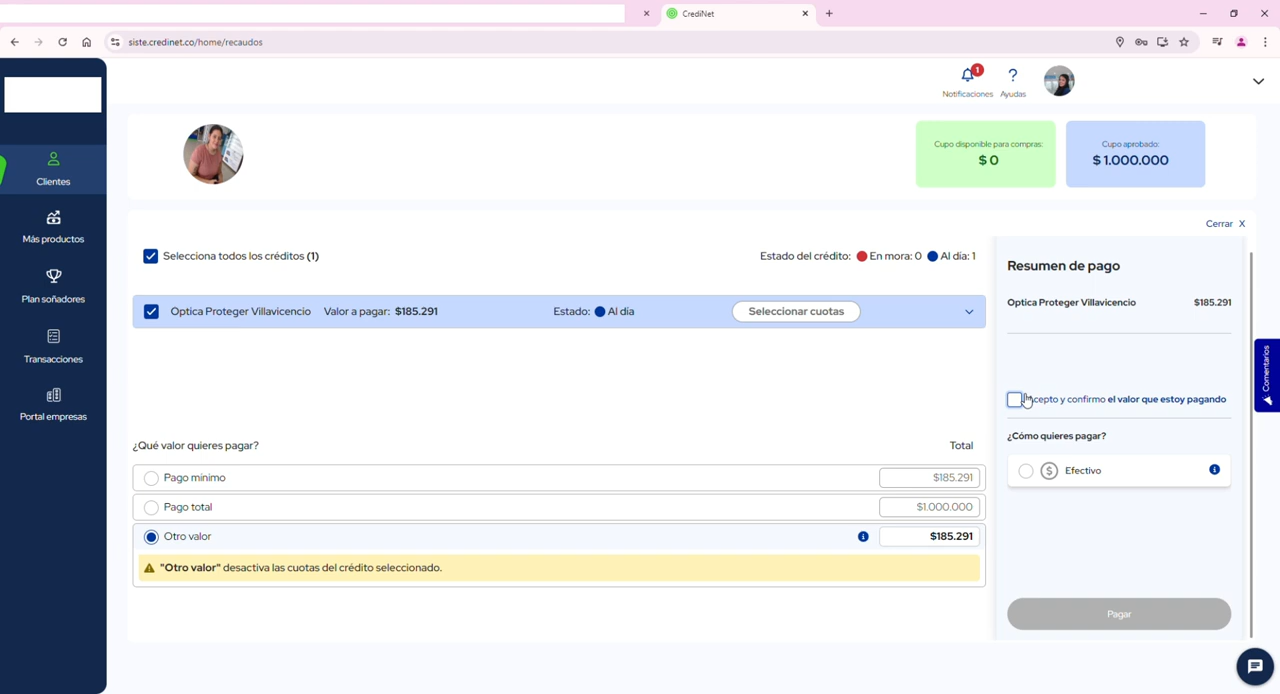 CrediNet
siste.credinet.co/home/recaudos
1
Notificaciones
?
Ayudas
Clientes
Más productos
Plan soñadores
Transacciones
Portal empresas
Cupo disponible para compras:
$ 0
Cupo aprobado:
$ 1.000.000
Cerrar X
Selecciona todos los créditos (1)
Estado del crédito: En mora: 0 Al día: 1
Optica Proteger Villavicencio Valor a pagar: $185.291 Estado: Al día Seleccionar cuotas
¿Qué valor quieres pagar? Total
Pago mínimo $185.291
Pago total $1.000.000
Otro valor $185.291
"Otro valor" desactiva las cuotas del crédito seleccionado.
Resumen de pago
Optica Proteger Villavicencio $185.291
cepto y confirmo el valor que estoy pagando
¿Cómo quieres pagar?
$ Efectivo
Pagar
Comentarios